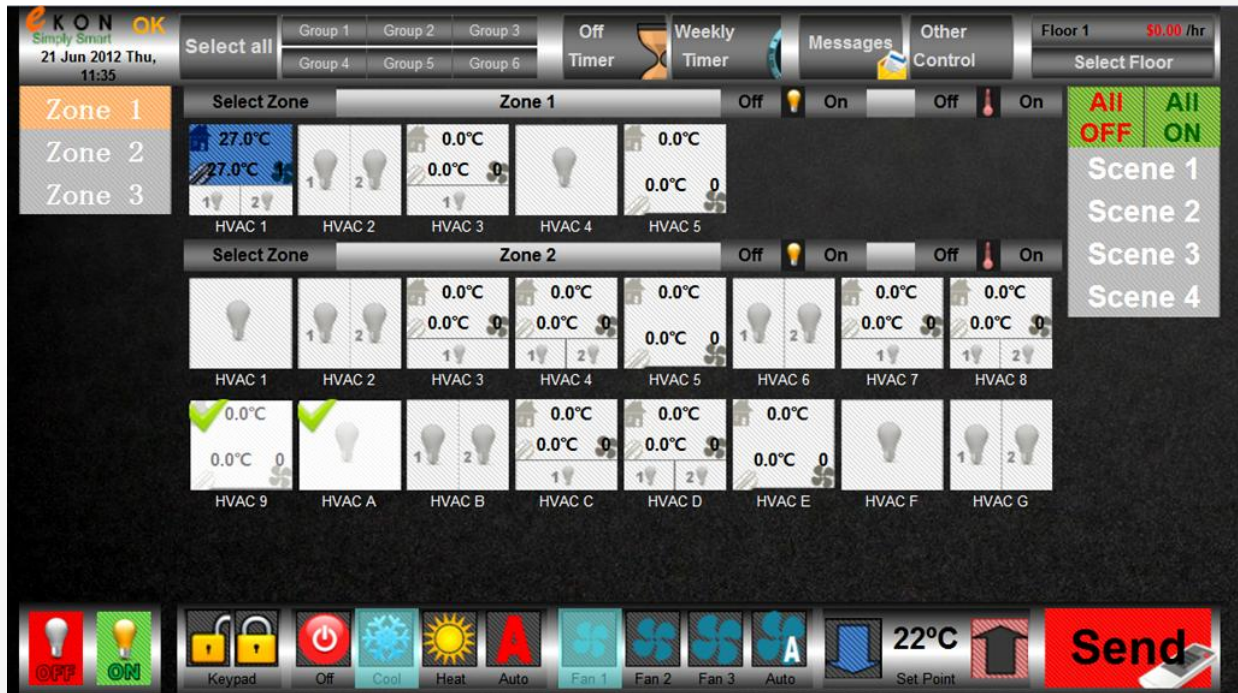 eKON OK
Simply Smart
21 Jun 2012 Thu,
11:35
Select all
Group 1 Group 2 Group 3
Group 4 Group 5 Group 6
Off
Timer
Weekly
Timer
Messages
Other
Control
Floor 1 $0.00 /hr
Select Floor
Zone 1
Zone 2
Zone 3
Select Zone Zone 1 Off On Off On
27.0°C 0.0°C 0.0°C
27.0°C 1 2 0.0°C 0 0.0°C 0
1 2 1
HVAC 1 HVAC 2 HVAC 3 HVAC 4 HVAC 5
Select Zone Zone 2 Off On Off On
0.0°C 0.0°C 0.0°C 0.0°C 0.0°C
1 2 0.0°C 0 0.0°C 0 0.0°C 0 1 2 0.0°C 0 0.0°C 0
1 1 2 1 1 2
HVAC 1 HVAC 2 HVAC 3 HVAC 4 HVAC 5 HVAC 6 HVAC 7 HVAC 8
0.0°C 0.0°C 0.0°C 0.0°C
0.0°C 0 1 2 0.0°C 0 0.0°C 0 0.0°C 0 1 2
1 1 2
HVAC 9 HVAC A HVAC B HVAC C HVAC D HVAC E HVAC F HVAC G
All
OFF
All
ON
Scene 1
Scene 2
Scene 3
Scene 4
OFF ON
Keypad Off Cool Heat A Auto Fan 1 Fan 2 Fan 3 A Auto
22°C
Set Point
Send